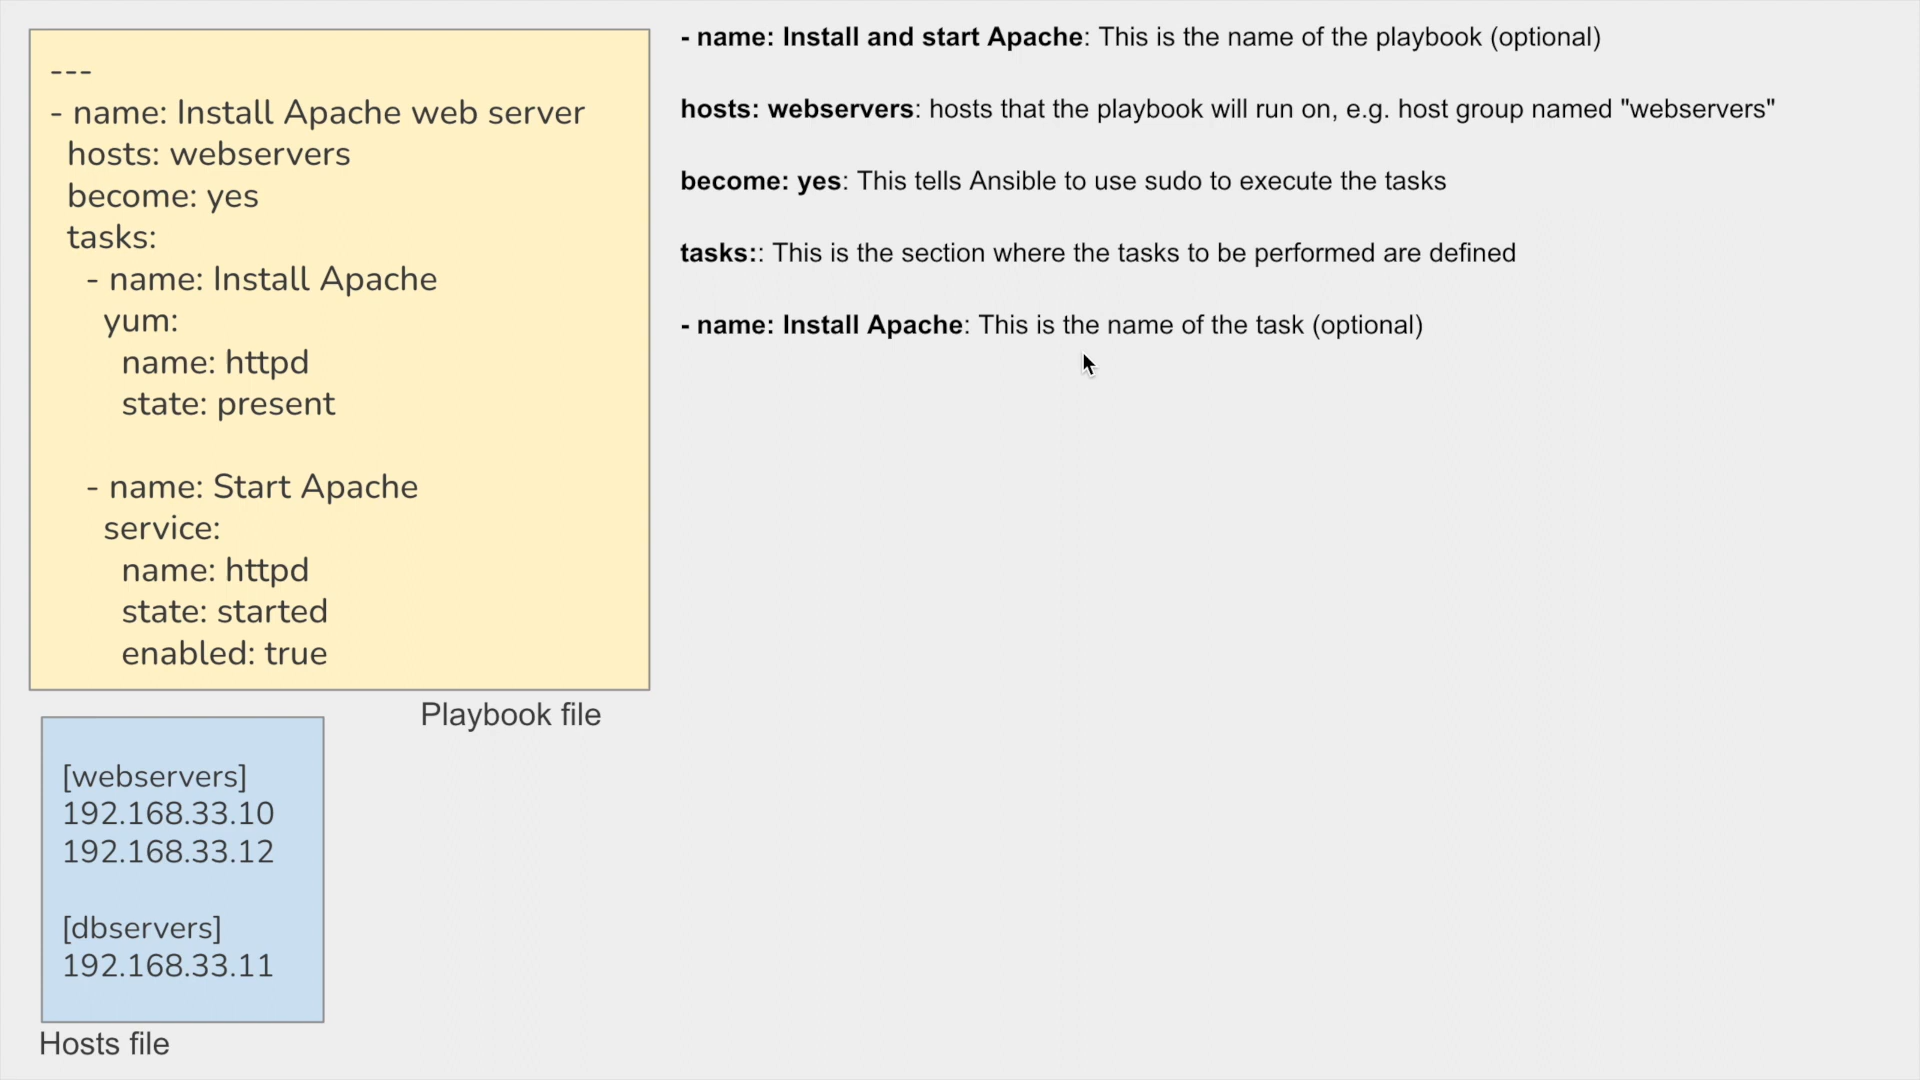 ---
- name: Install Apache web server
hosts: webservers
become: yes
tasks:
- name: Install Apache
yum:
name: httpd
state: present
- name: Start Apache
service:
name: httpd
state: started
enabled: true
Playbook file
[webservers]
192.168.33.10
192.168.33.12
[dbservers]
192.168.33.11
Hosts file
- name: Install and start Apache: This is the name of the playbook (optional)
hosts: webservers: hosts that the playbook will run on, e.g. host group named "webservers"
become: yes: This tells Ansible to use sudo to execute the tasks
tasks:: This is the section where the tasks to be performed are defined
- name: Install Apache: This is the name of the task (optional)